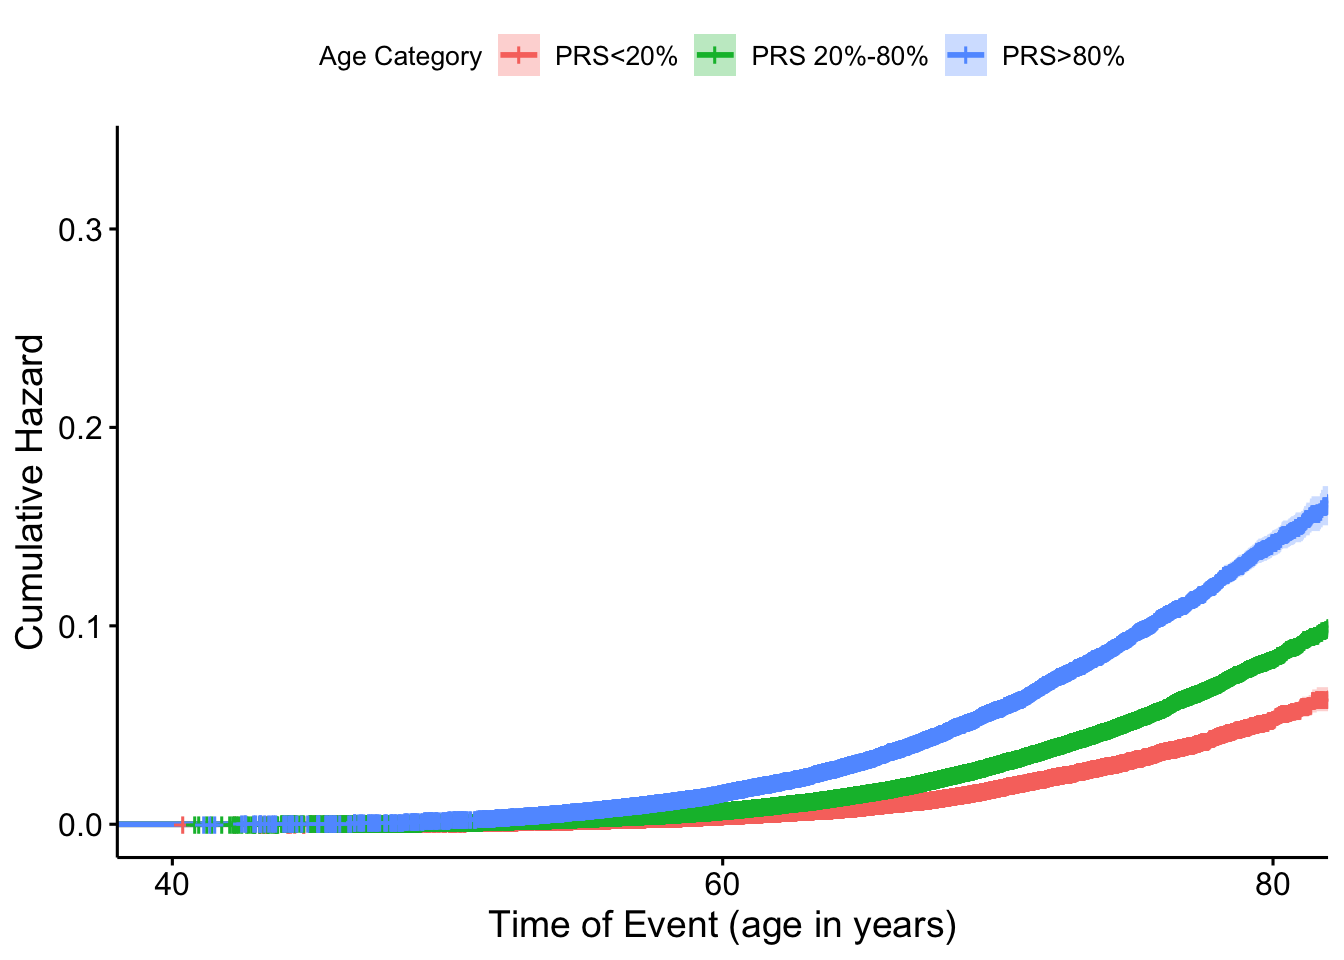 Age Category PRS<20% PRS 20%-80% PRS>80%
Cumulative Hazard
0.3
0.2
0.1
0.0
40 60 80
Time of Event (age in years)